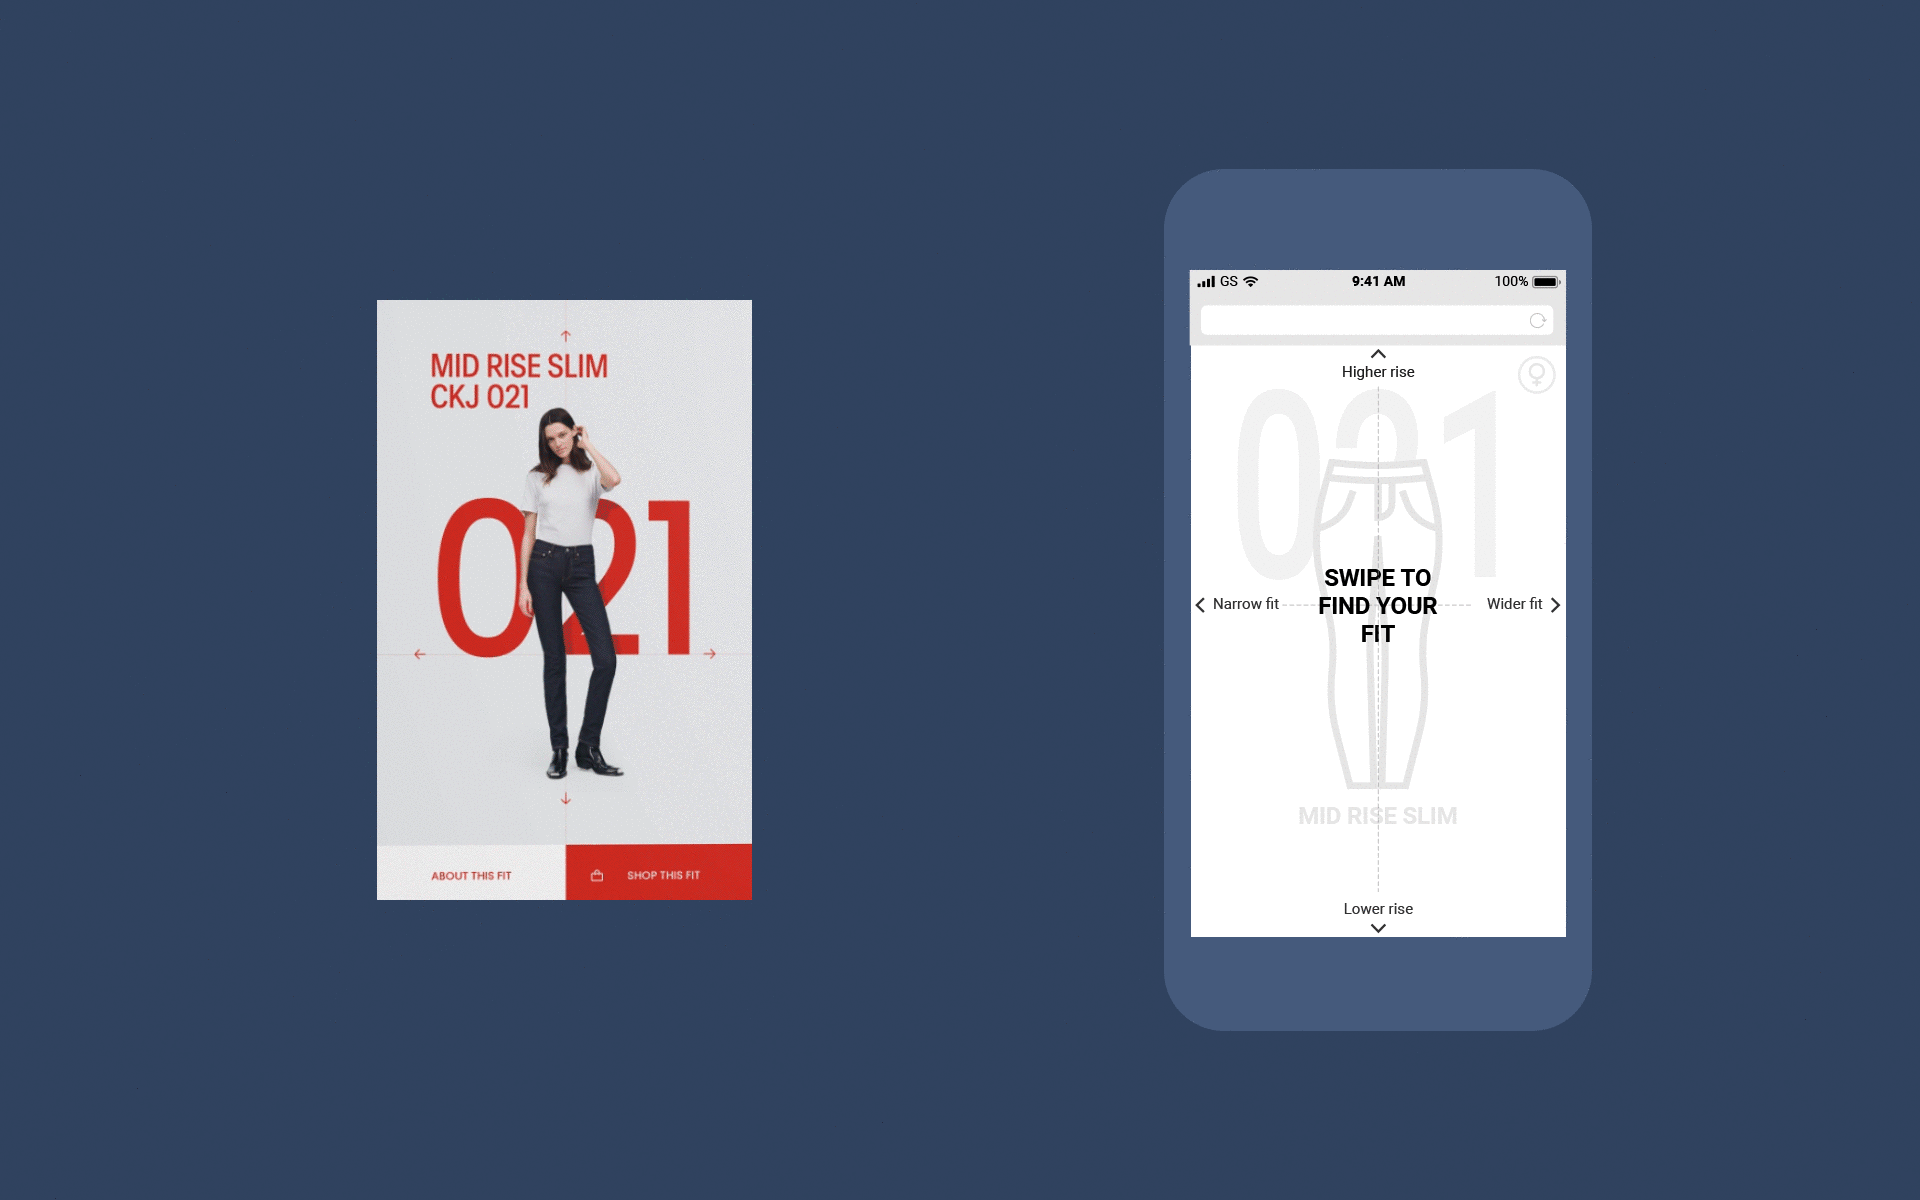 MID RISE SLIM
CKJ 021
021
ABOUT THIS FIT
SHOP THIS FIT
GS
9:41 AM
100%
Higher rise
021
SWIPE TO
FIND YOUR
FIT
Narrow fit
Wider fit
MID RISE SLIM
Lower rise